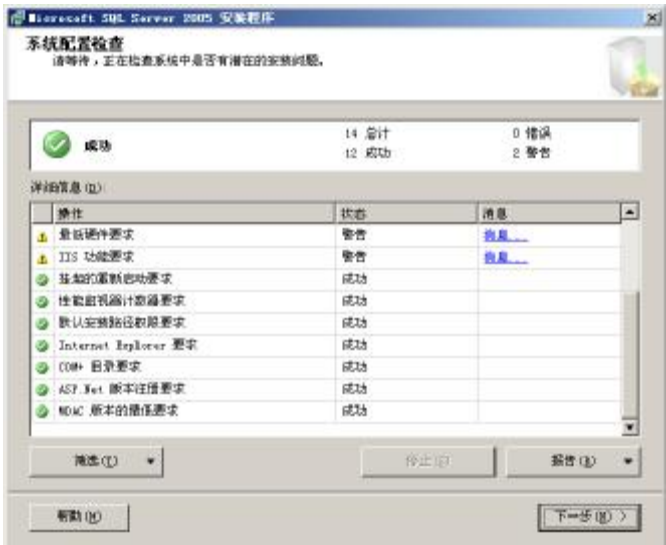 Microsoft SQL Server 2005 安装程序
系统配置检查
请等待，正在检查系统中是否有潜在的安装问题。
成功
14 总计
0 错误
12 成功
2 警告
详细信息(D):
操作 状态 消息
最低硬件要求 警告 消息...
IIS 功能要求 警告 消息...
挂起的重新启动要求 成功
性能监视器计数器要求 成功
默认安装路径权限要求 成功
Internet Explorer 要求 成功
COM+ 目录要求 成功
ASP.Net 版本注册要求 成功
MDAC 版本的最低要求 成功
筛选(T) 停止(S) 报告(R)
帮助(H) 下一步(N) >